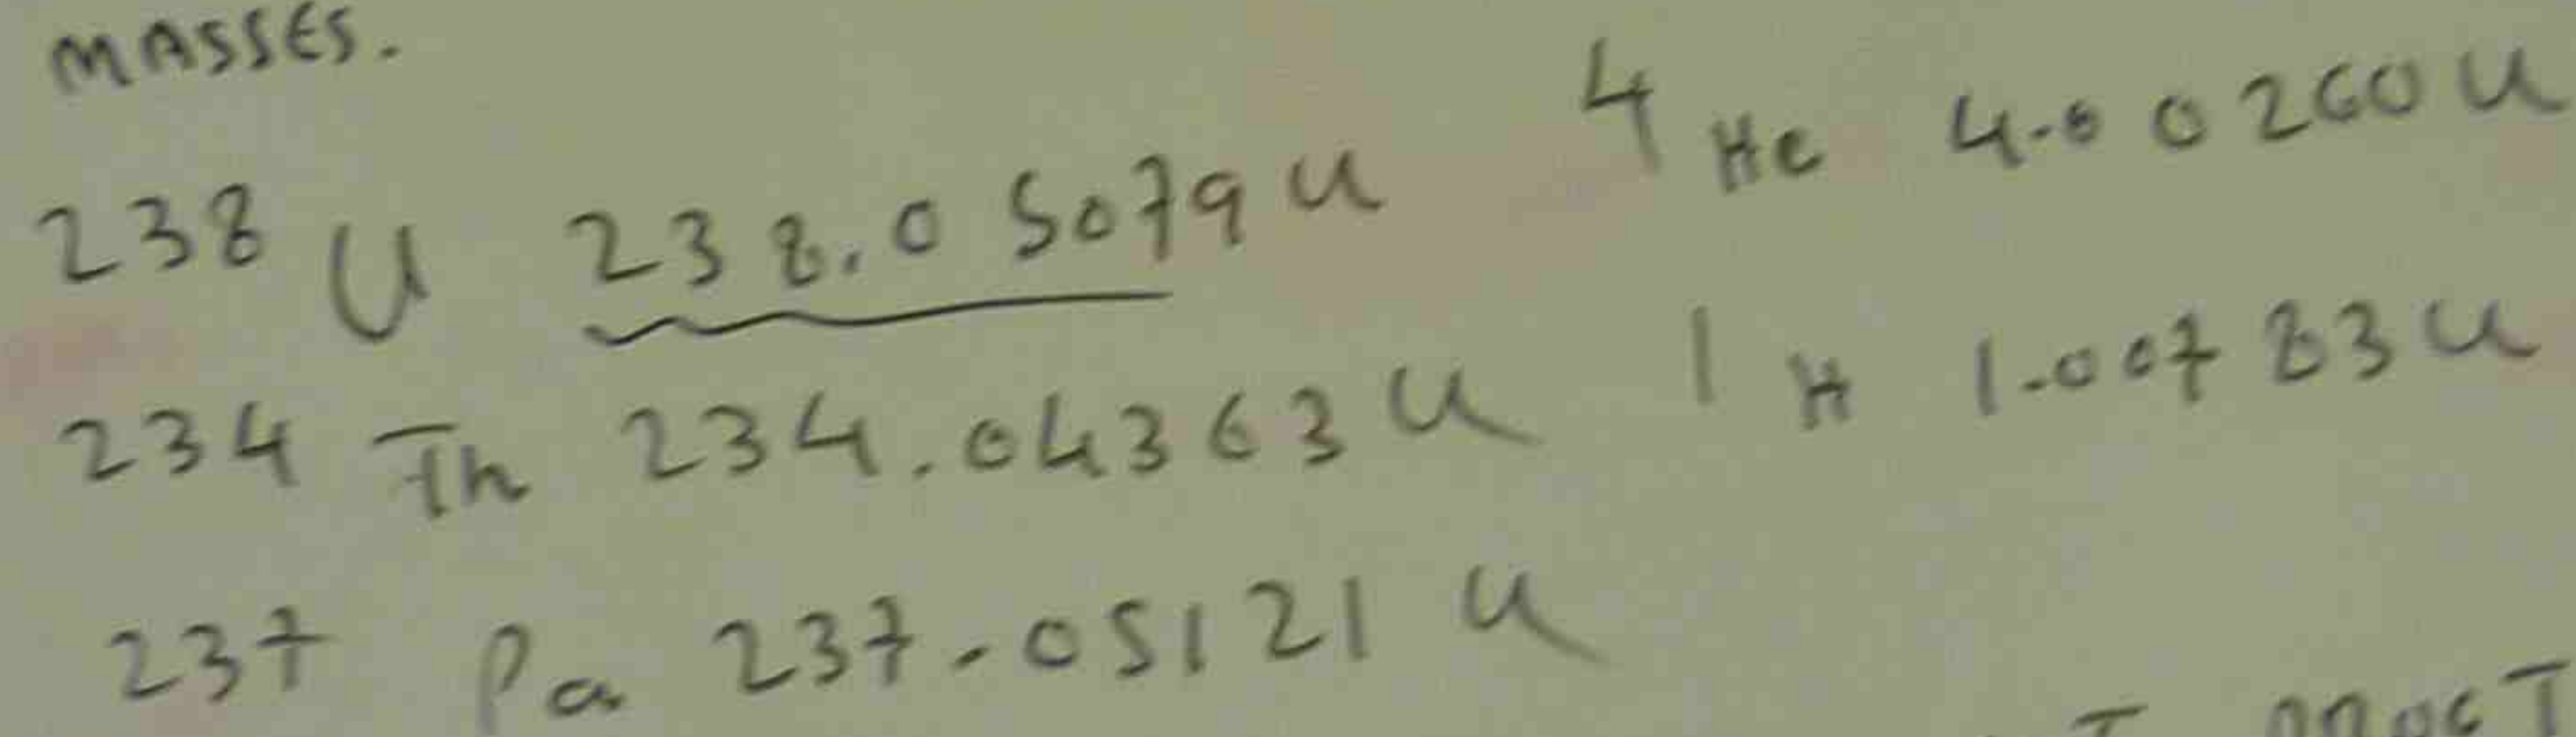 MASSES.
238 U 238.05079 u
234 Th 234.04363 u
237 Pa 237.05121 u
4 He 4.00260 u
1 H 1.00783 u